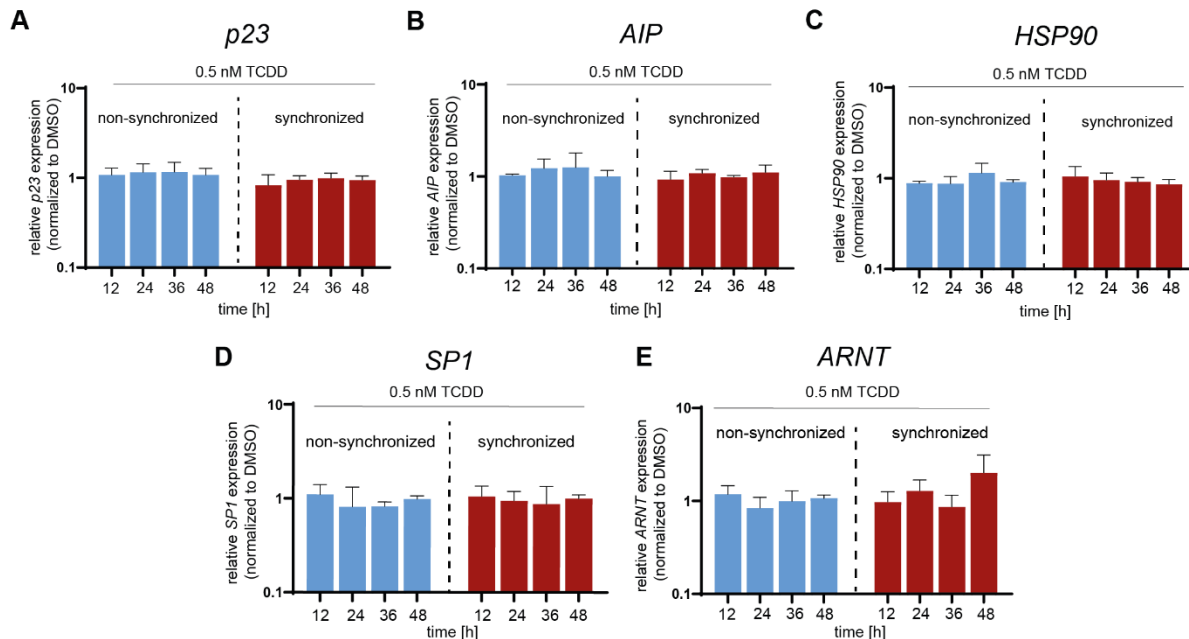 A
p23
0.5 nM TCDD
relative p23 expression
(normalized to DMSO)
10
1
0.1
non-synchronized
synchronized
12 24 36 48 12 24 36 48
time [h]
B
AIP
0.5 nM TCDD
relative AIP expression
(normalized to DMSO)
10
1
0.1
non-synchronized
synchronized
12 24 36 48 12 24 36 48
time [h]
C
HSP90
0.5 nM TCDD
relative HSP90 expression
(normalized to DMSO)
10
1
0.1
non-synchronized
synchronized
12 24 36 48 12 24 36 48
time [h]
D
SP1
0.5 nM TCDD
relative SP1 expression
(normalized to DMSO)
10
1
0.1
non-synchronized
synchronized
12 24 36 48 12 24 36 48
time [h]
E
ARNT
0.5 nM TCDD
relative ARNT expression
(normalized to DMSO)
10
1
0.1
non-synchronized
synchronized
12 24 36 48 12 24 36 48
time [h]